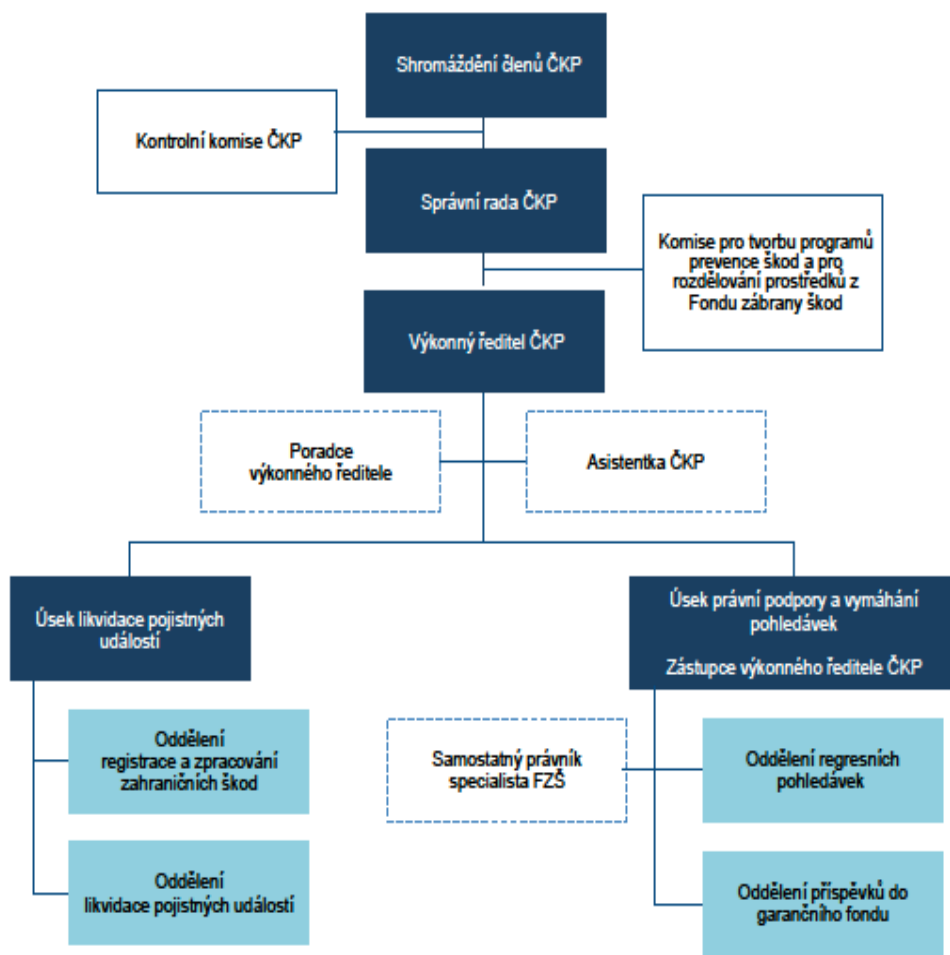 Shromáždění členů ČKP
Kontrolní komise ČKP
Správní rada ČKP
Komise pro tvorbu programů
prevence škod a pro
rozdělování prostředků z
Fondu zábrany škod
Výkonný ředitel ČKP
Poradce
výkonného ředitele
Asistentka ČKP
Úsek likvidace pojistných
událostí
Úsek právní podpory a vymáhání
pohledávek
Zástupce výkonného ředitele ČKP
Oddělení
registrace a zpracování
zahraničních škod
Samostatný právník
specialista FZŠ
Oddělení regresních
pohledávek
Oddělení
likvidace pojistných událostí
Oddělení příspěvků do
garančního fondu